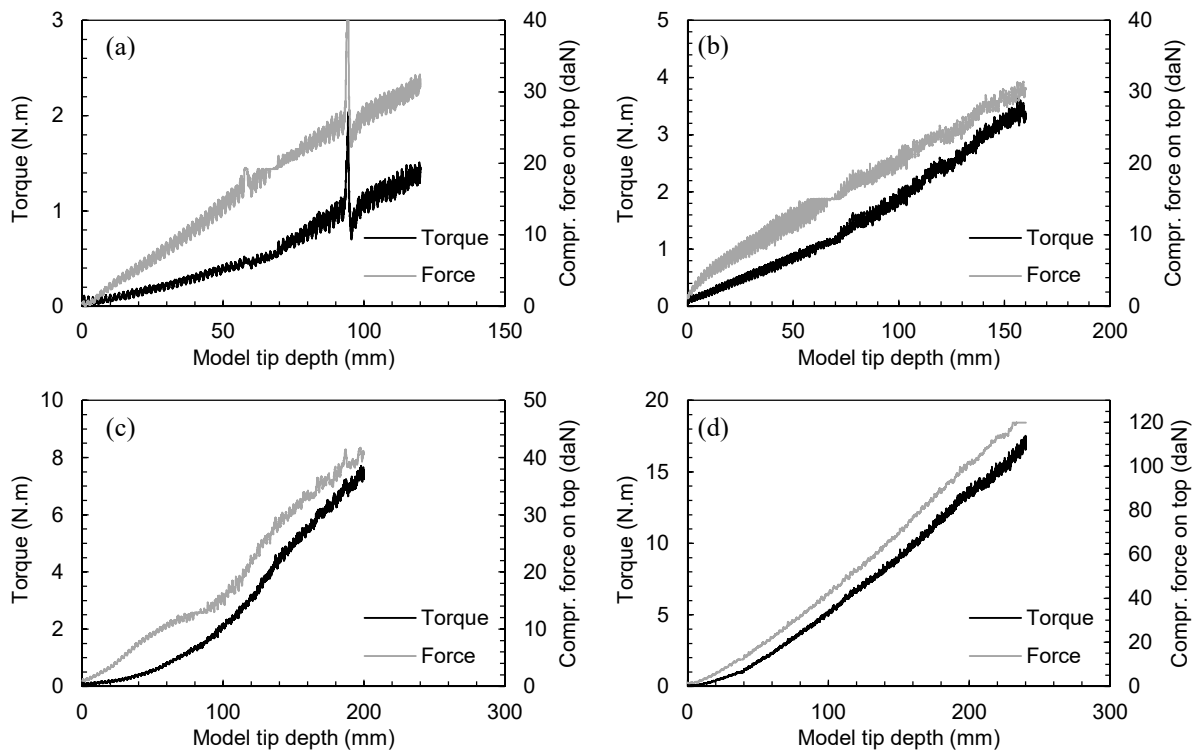 (a)
3
2
1
0
Torque (N.m)
40
30
20
10
0
Compr. force on top (daN)
Torque
Force
0
50
100
150
Model tip depth (mm)
(b)
5
4
3
2
1
0
Torque (N.m)
40
30
20
10
0
Compr. force on top (daN)
Torque
Force
0
50
100
150
200
Model tip depth (mm)
(c)
10
8
6
4
2
0
Torque (N.m)
50
40
30
20
10
0
Compr. force on top (daN)
Torque
Force
0
100
200
300
Model tip depth (mm)
(d)
20
15
10
5
0
Torque (N.m)
120
100
80
60
40
20
0
Compr. force on top (daN)
Torque
Force
0
100
200
300
Model tip depth (mm)